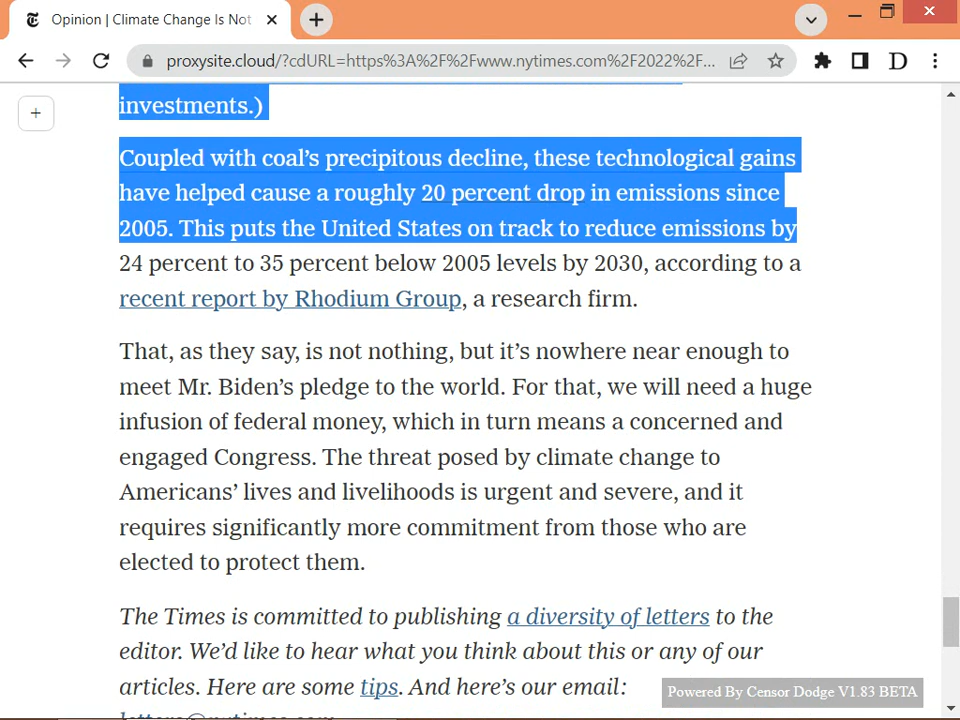 Opinion | Climate Change Is Not
proxysite.cloud/?cdURL=https%3A%2F%2Fwww.nytimes.com%2F2022%2F...
D
investments.)
Coupled with coal’s precipitous decline, these technological gains
have helped cause a roughly 20 percent drop in emissions since
2005. This puts the United States on track to reduce emissions by
24 percent to 35 percent below 2005 levels by 2030, according to a
recent report by Rhodium Group, a research firm.
That, as they say, is not nothing, but it’s nowhere near enough to
meet Mr. Biden’s pledge to the world. For that, we will need a huge
infusion of federal money, which in turn means a concerned and
engaged Congress. The threat posed by climate change to
Americans’ lives and livelihoods is urgent and severe, and it
requires significantly more commitment from those who are
elected to protect them.
The Times is committed to publishing a diversity of letters to the
editor. We’d like to hear what you think about this or any of our
articles. Here are some tips. And here’s our email:
letters@nytimes.com
Powered By Censor Dodge V1.83 BETA